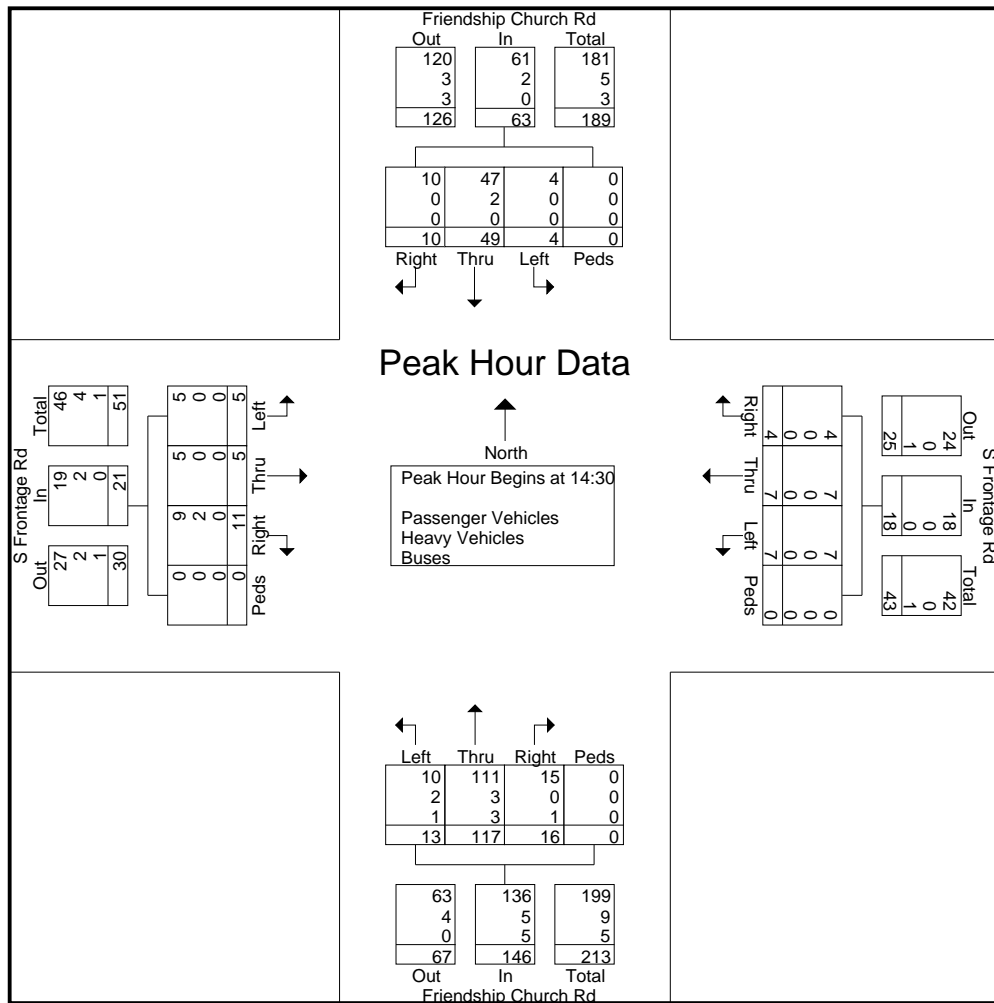 Friendship Church Rd
Out In Total
120 61 181
3 2 5
3 0 3
126 63 189
10 47 4 0
0 2 0 0
0 0 0 0
10 49 4 0
Right Thru Left Peds
Peak Hour Data
North
Peak Hour Begins at 14:30
Passenger Vehicles
Heavy Vehicles
Buses
S Frontage Rd
Out In Total
27 19 46
2 2 4
1 0 1
30 21 51
Peds Right Thru Left
0 9 5 5
0 2 0 0
0 0 0 0
0 11 5 5
S Frontage Rd
Out In Total
24 18 42
0 0 0
1 0 1
25 18 43
Right Thru Left Peds
4 7 7 0
0 0 0 0
0 0 0 0
4 7 7 0
Left Thru Right Peds
10 111 15 0
2 3 0 0
1 3 1 0
13 117 16 0
63 136 199
4 5 9
0 5 5
67 146 213
Out In Total
Friendship Church Rd